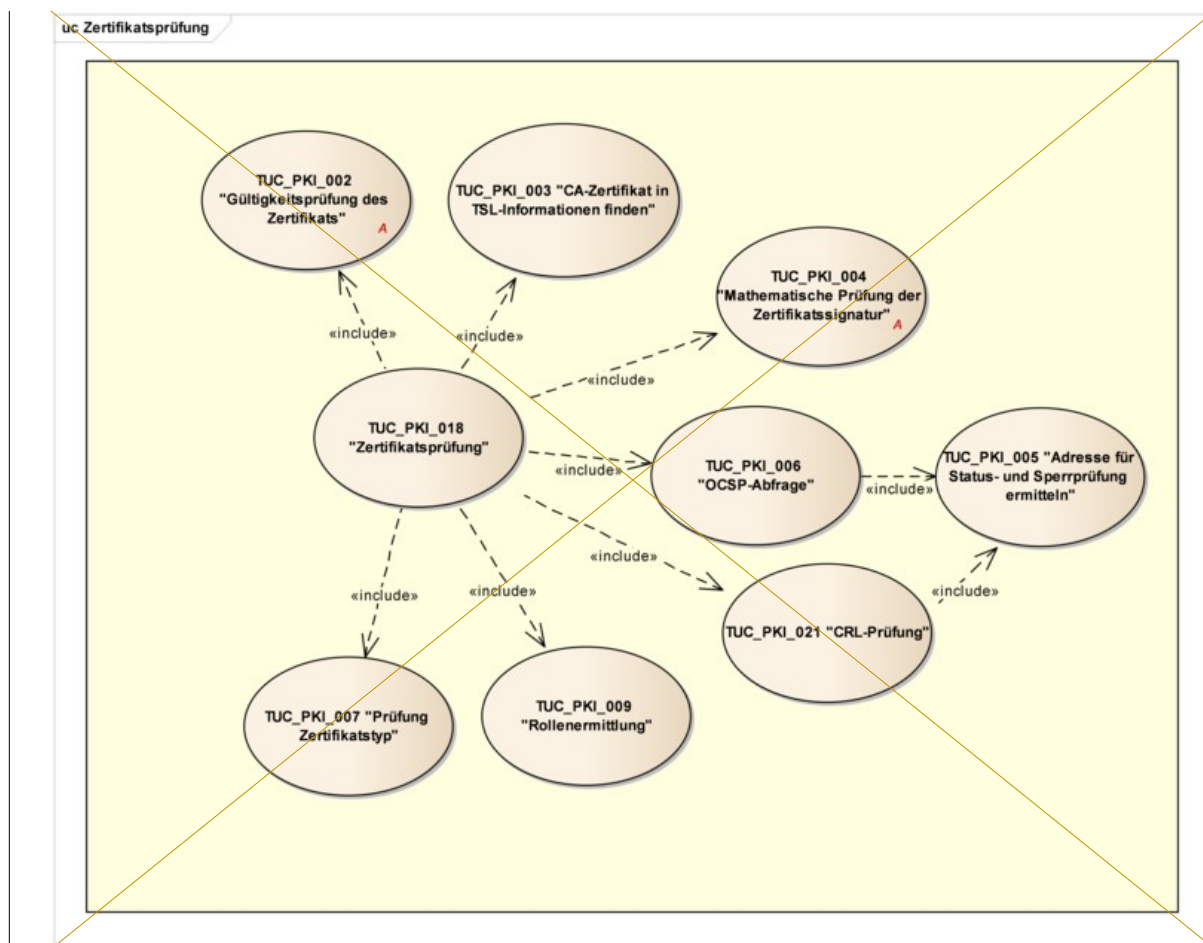 uc Zertifikatsprüfung
TUC_PKI_002
"Gültigkeitsprüfung des
Zertifikats"
A
TUC_PKI_003 "CA-Zertifikat in
TSL-Informationen finden"
TUC_PKI_004
"Mathematische Prüfung der
Zertifikatssignatur"
A
«include»
«include»
«include»
TUC_PKI_018
"Zertifikatsprüfung"
«include»
TUC_PKI_006
"OCSP-Abfrage"
«include»
TUC_PKI_005 "Adresse für
Status- und Sperrprüfung
ermitteln"
«include»
«include»
«include»
«include»
TUC_PKI_021 "CRL-Prüfung"
TUC_PKI_007 "Prüfung
Zertifikatstyp"
TUC_PKI_009
"Rollenermittlung"